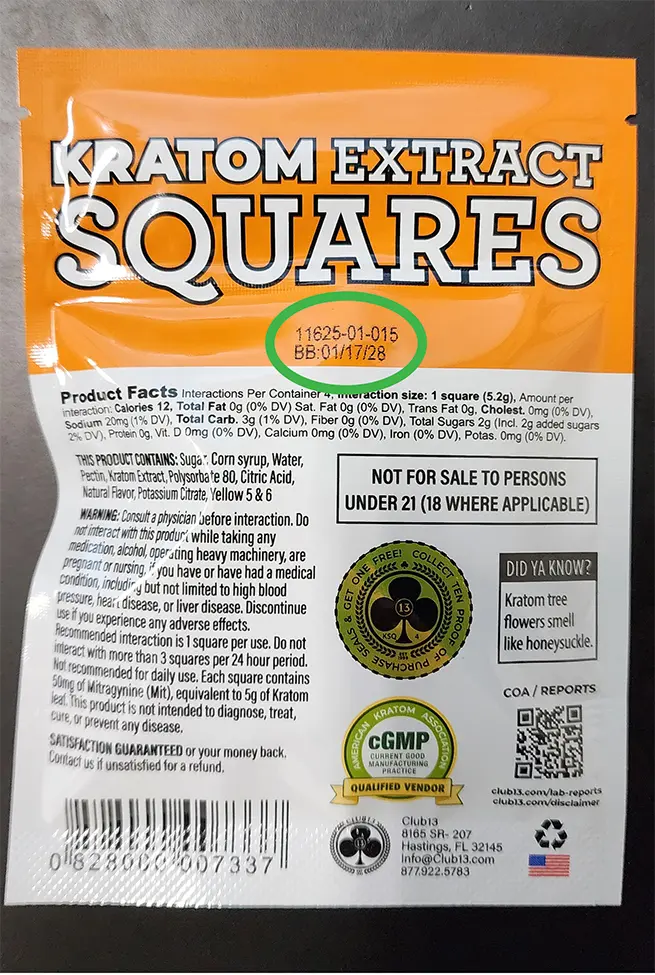 KRATOM EXTRACT
SQUARES
11625-01-015
BB:01/17/28
Product Facts Interactions Per Container 4, Interaction size: 1 square (5.2g), Amount per
interaction: Calories 12, Total Fat 0g (0% DV) Sat. Fat 0g (0% DV), Trans Fat 0g, Cholest. 0mg (0% DV),
Sodium 20mg (1% DV), Total Carb. 3g (1% DV), Fiber 0g (0% DV), Total Sugars 2g (Incl. 2g added sugars
2% DV), Protein 0g, Vit. D 0mg (0% DV), Calcium 0mg (0% DV), Iron (0% DV), Potas. 0mg (0% DV).
THIS PRODUCT CONTAINS: Sugar, Corn syrup, Water,
Pectin, Kratom Extract, Polysorbate 80, Citric Acid,
Natural Flavor, Potassium Citrate, Yellow 5 & 6
WARNING: Consult a physician before interaction. Do
not interact with this product while taking any
medication, alcohol, operating heavy machinery, are
pregnant or nursing, if you have or have had a medical
condition, including but not limited to high blood
pressure, heart disease, or liver disease. Discontinue
use if you experience any adverse effects.
Recommended interaction is 1 square per use. Do not
interact with more than 3 squares per 24 hour period.
Not recommended for daily use. Each square contains
50mg of Mitragynine (Mit), equivalent to 5g of Kratom
leaf. This product is not intended to diagnose, treat,
cure, or prevent any disease.
SATISFACTION GUARANTEED or your money back.
Contact us if unsatisfied for a refund.
0 828000 007337
NOT FOR SALE TO PERSONS
UNDER 21 (18 WHERE APPLICABLE)
COLLECT TEN PROOF OF PURCHASE SEALS & GET ONE FREE!
13
KSQ 4
DID YA KNOW?
Kratom tree
flowers smell
like honeysuckle.
COA / REPORTS
club13.com/lab-reports
club13.com/disclaimer
AMERICAN KRATOM ASSOCIATION
cGMP
CURRENT GOOD
MANUFACTURING
PRACTICE
QUALIFIED VENDOR
CLUB13
Club13
8165 SR- 207
Hastings, FL 32145
Info@Club13.com
877.922.5783